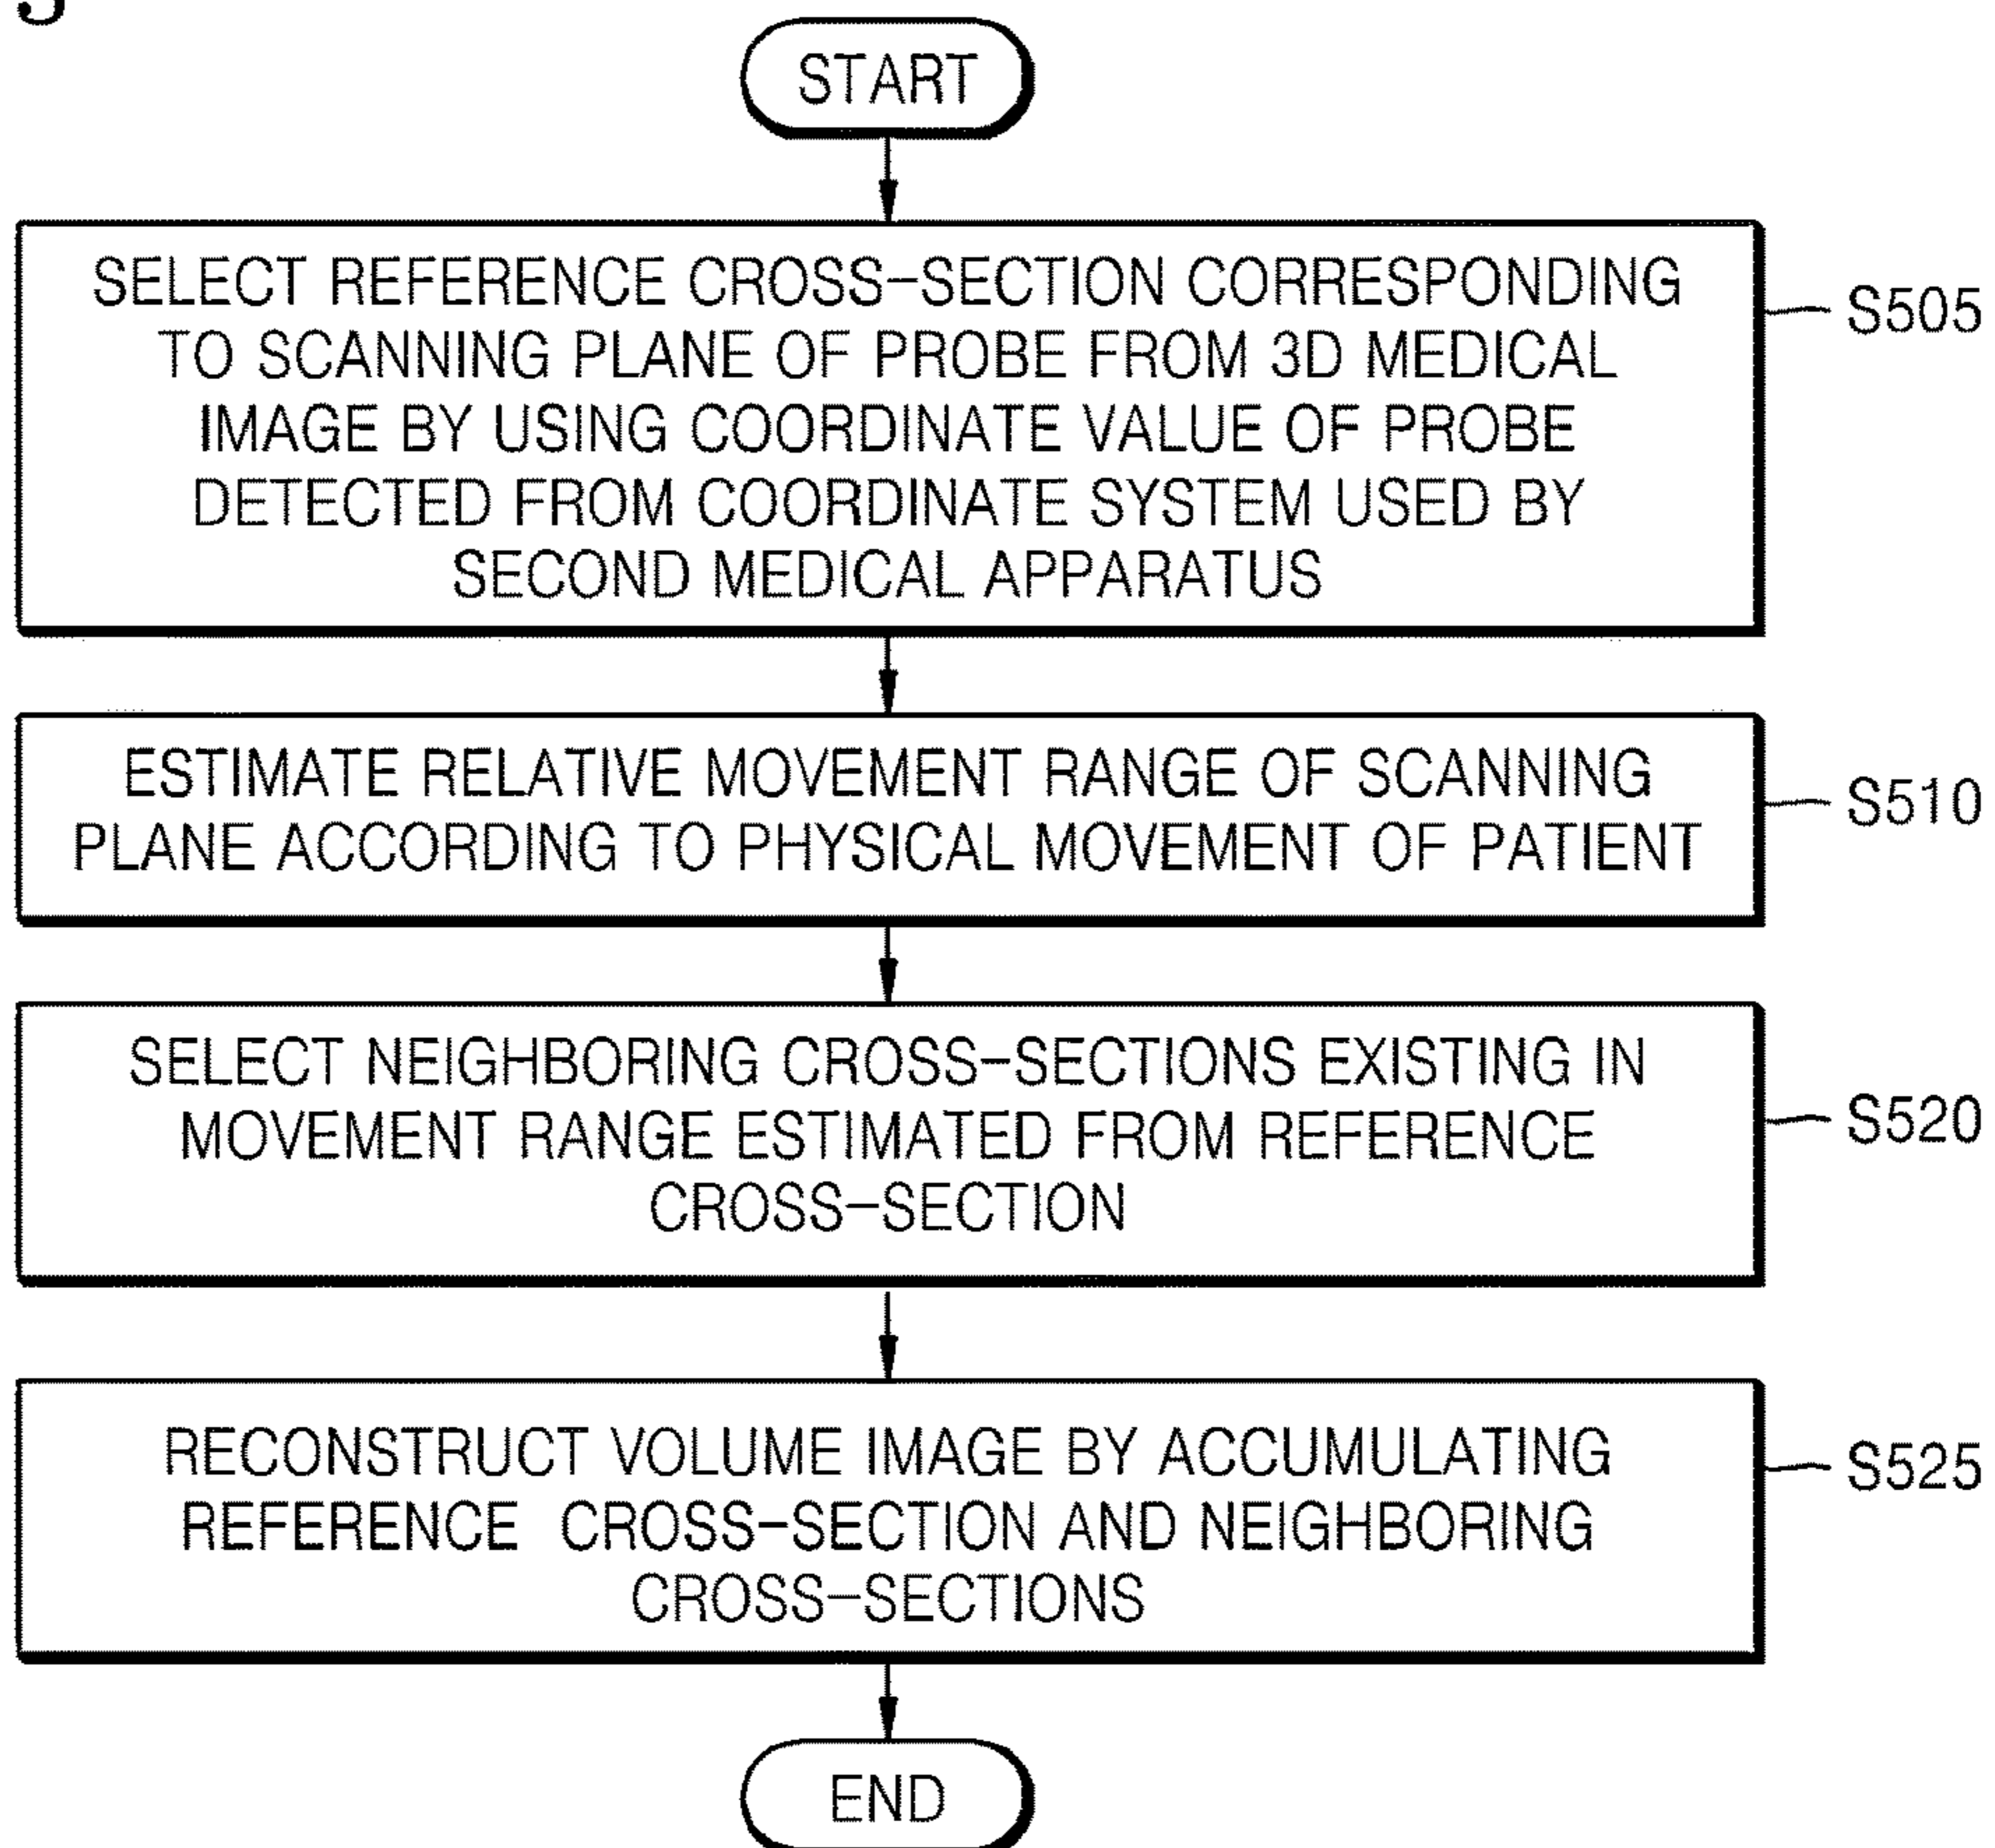 START
SELECT REFERENCE CROSS-SECTION CORRESPONDING
TO SCANNING PLANE OF PROBE FROM 3D MEDICAL
IMAGE BY USING COORDINATE VALUE OF PROBE
DETECTED FROM COORDINATE SYSTEM USED BY
SECOND MEDICAL APPARATUS
S505
ESTIMATE RELATIVE MOVEMENT RANGE OF SCANNING
PLANE ACCORDING TO PHYSICAL MOVEMENT OF PATIENT
S510
SELECT NEIGHBORING CROSS-SECTIONS EXISTING IN
MOVEMENT RANGE ESTIMATED FROM REFERENCE
CROSS-SECTION
S520
RECONSTRUCT VOLUME IMAGE BY ACCUMULATING
REFERENCE CROSS-SECTION AND NEIGHBORING
CROSS-SECTIONS
S525
END